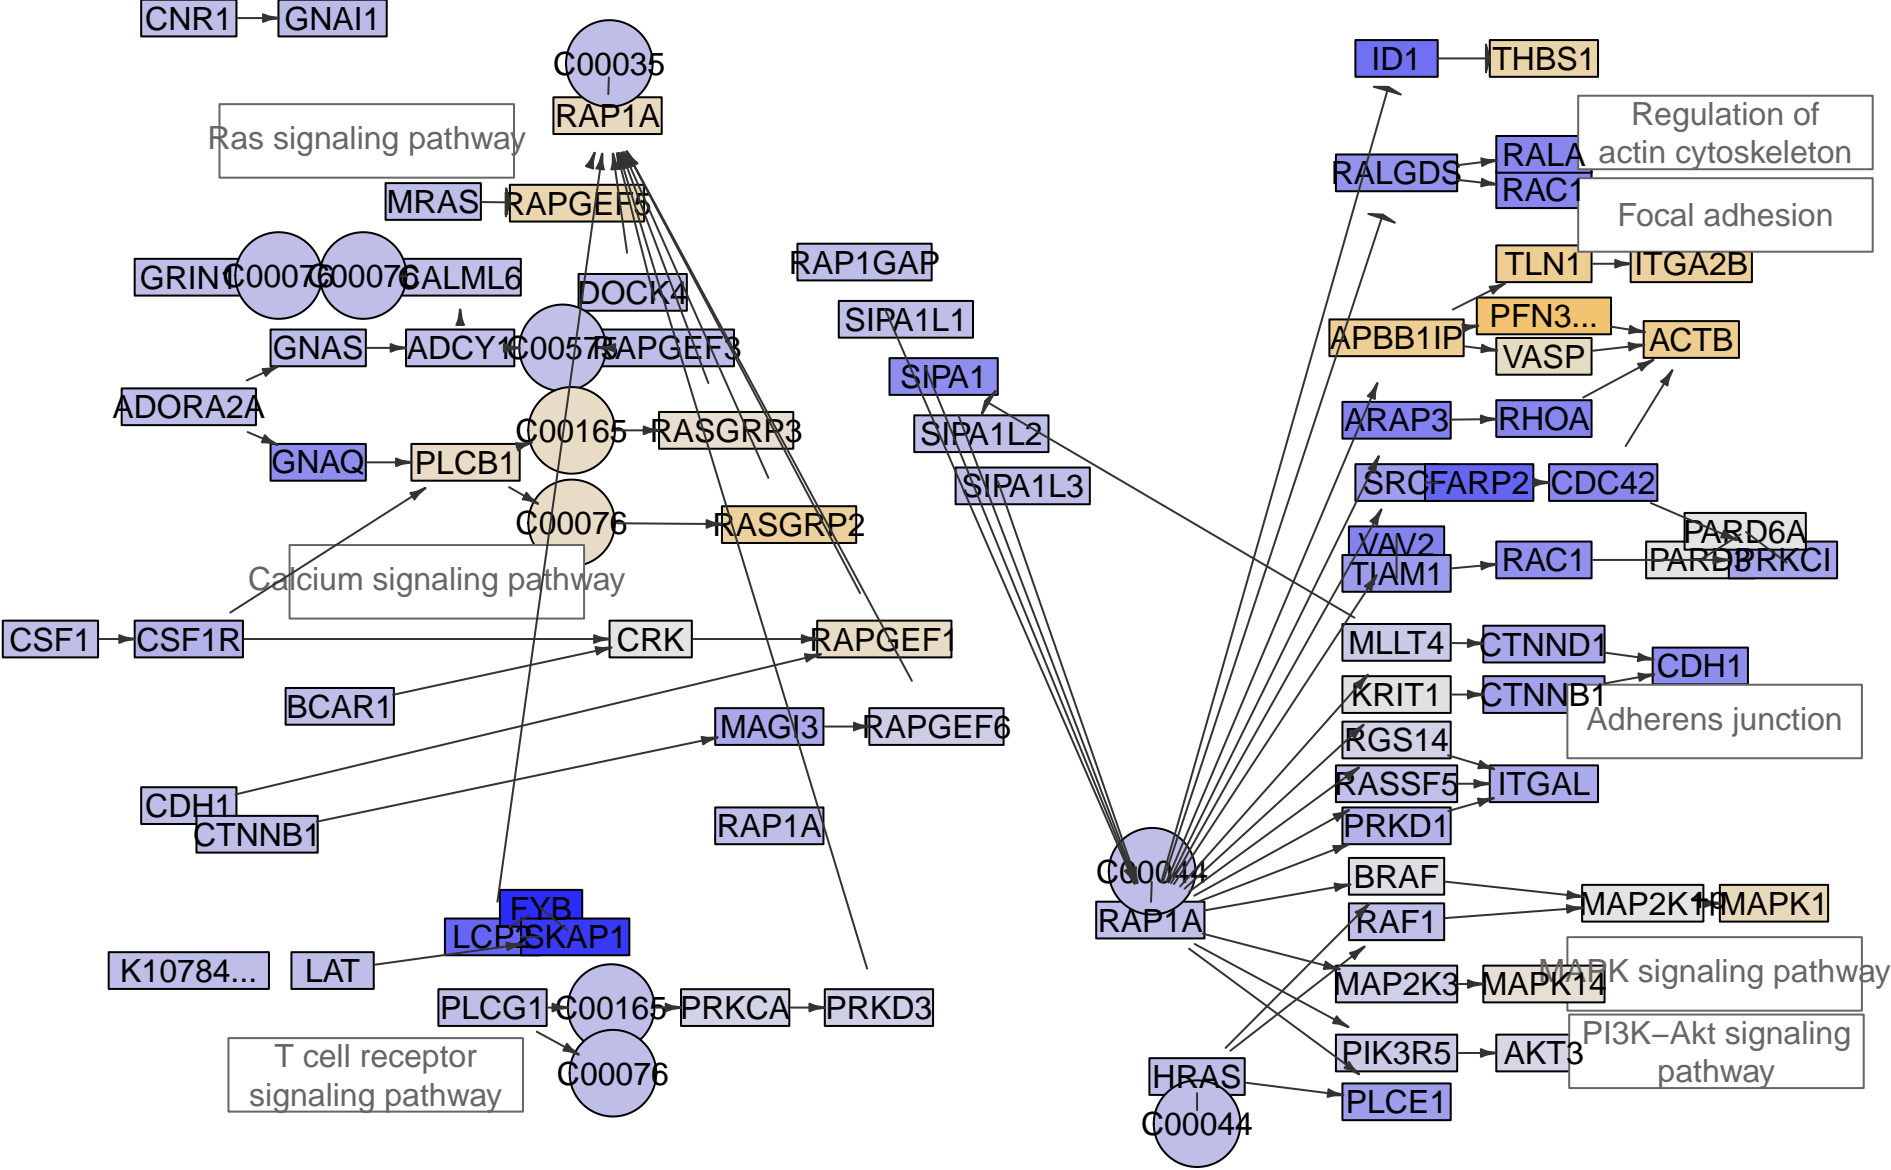 CNR1
GNAI1
C00035
RAP1A
Ras signaling pathway
MRAS
RAPGEF5
GRIN1
C00076
C00076
CALML6
DOCK4
GNAS
ADCY1
C00575
RAPGEF3
ADORA2A
GNAQ
PLCB1
C00165
RASGRP3
C00076
RASGRP2
Calcium signaling pathway
CSF1
CSF1R
CRK
RAPGEF1
BCAR1
MAGI3
RAPGEF6
CDH1
CTNNB1
RAP1A
FYB
LCP2
SKAP1
K10784...
LAT
PLCG1
C00165
PRKCA
PRKD3
C00076
T cell receptor
signaling pathway
RAP1GAP
SIPA1L1
SIPA1
SIPA1L2
SIPA1L3
C00044
RAP1A
HRAS
C00044
ID1
THBS1
Regulation of
actin cytoskeleton
RALGDS
RALA
RAC1
Focal adhesion
TLN1
ITGA2B
APBB1IP
PFN3...
VASP
ACTB
ARAP3
RHOA
SRC
FARP2
CDC42
VAV2
TIAM1
RAC1
PARD6A
PARD3
PRKCI
MLLT4
CTNND1
CDH1
KRIT1
CTNNB1
Adherens junction
RGS14
RASSF5
ITGAL
PRKD1
BRAF
RAF1
MAP2K1
+p
MAPK1
MAP2K3
MAPK14
MAPK signaling pathway
PIK3R5
AKT3
PI3K−Akt signaling
pathway
PLCE1